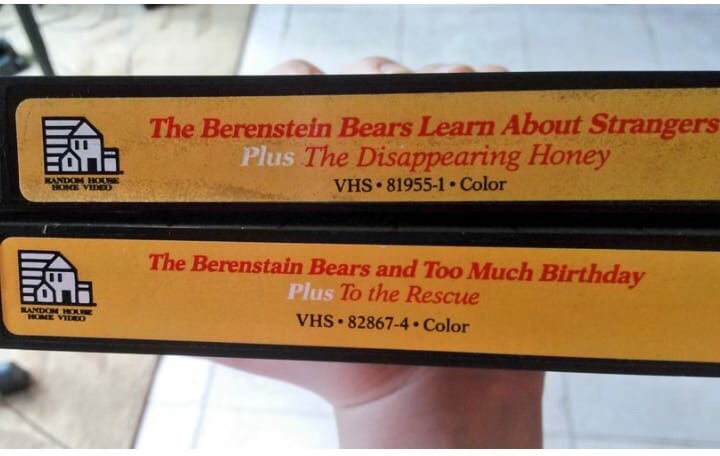 The Berenstein Bears Learn About Strangers
Plus The Disappearing Honey
VHS • 81955-1 • Color
RANDOM HOUSE
HOME VIDEO
The Berenstain Bears and Too Much Birthday
Plus To the Rescue
VHS • 82867-4 • Color
RANDOM HOUSE
HOME VIDEO